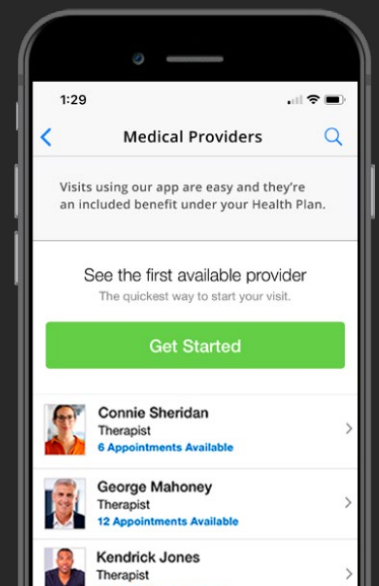 1:29
Medical Providers
Visits using our app are easy and they're
an included benefit under your Health Plan.
See the first available provider
The quickest way to start your visit.
Get Started
Connie Sheridan
Therapist
6 Appointments Available
George Mahoney
Therapist
12 Appointments Available
Kendrick Jones
Therapist